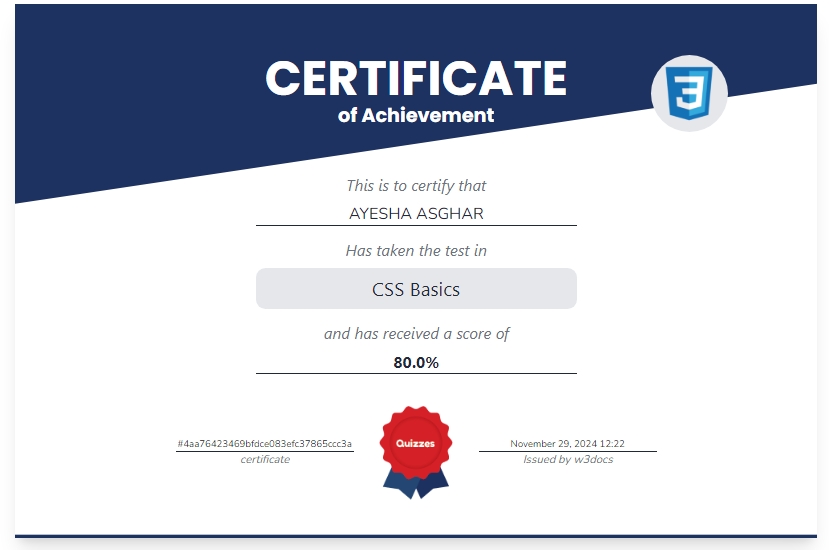 CERTIFICATE
of Achievement
This is to certify that
AYESHA ASGHAR
Has taken the test in
CSS Basics
and has received a score of
80.0%
#4aa76423469bfdce083efc37865ccc3a
certificate
Quizzes
November 29, 2024 12:22
Issued by w3docs